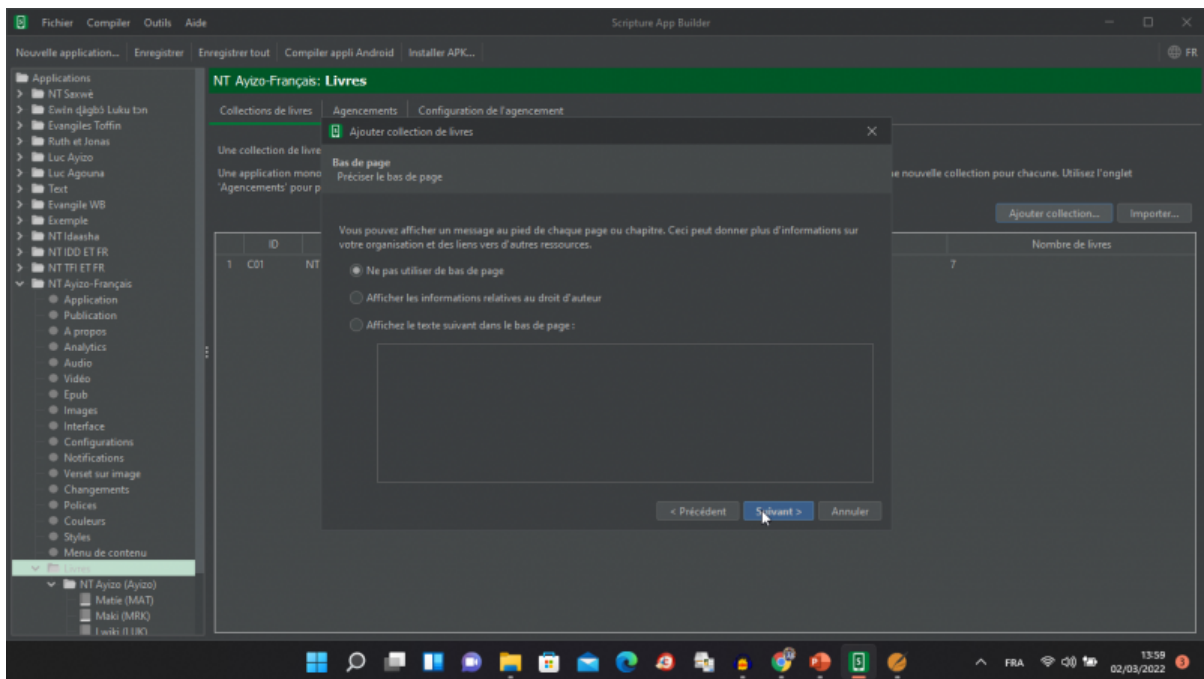 Fichier Compiler Outils Aide
Scripture App Builder
Nouvelle application... Enregistrer Enregistrer tout Compiler appli Android Installer APK...
FR
Applications
NT Saxwè
Ewin ɖagbó Luku tɔn
Evangiles Toffin
Ruth et Jonas
Luc Ayizo
Luc Agouna
Text
Evangile WB
Exemple
NT Idaasha
NT IDD ET FR
NT TFI ET FR
NT Ayizo-Français
Application
Publication
A propos
Analytics
Audio
Vidéo
Epub
Images
Interface
Configurations
Notifications
Verset sur image
Changements
Polices
Couleurs
Styles
Menu de contenu
Livres
NT Ayizo (Ayizo)
Matie (MAT)
Maki (MRK)
Lwiki (LUK)
NT Ayizo-Français: Livres
Collections de livres Agencements Configuration de l'agencement
Une collection de livre
Une application mono
e nouvelle collection pour chacune. Utilisez l'onglet
'Agencements' pour p
Ajouter collection... Importer...
ID
Nombre de livres
1 C01 NT
7
Ajouter collection de livres
Bas de page
Préciser le bas de page
Vous pouvez afficher un message au pied de chaque page ou chapitre. Ceci peut donner plus d'informations sur
votre organisation et des liens vers d'autres ressources.
Ne pas utiliser de bas de page
Afficher les informations relatives au droit d'auteur
Affichez le texte suivant dans le bas de page :
< Précédent Suivant > Annuler
FRA
13:59
02/03/2022
3